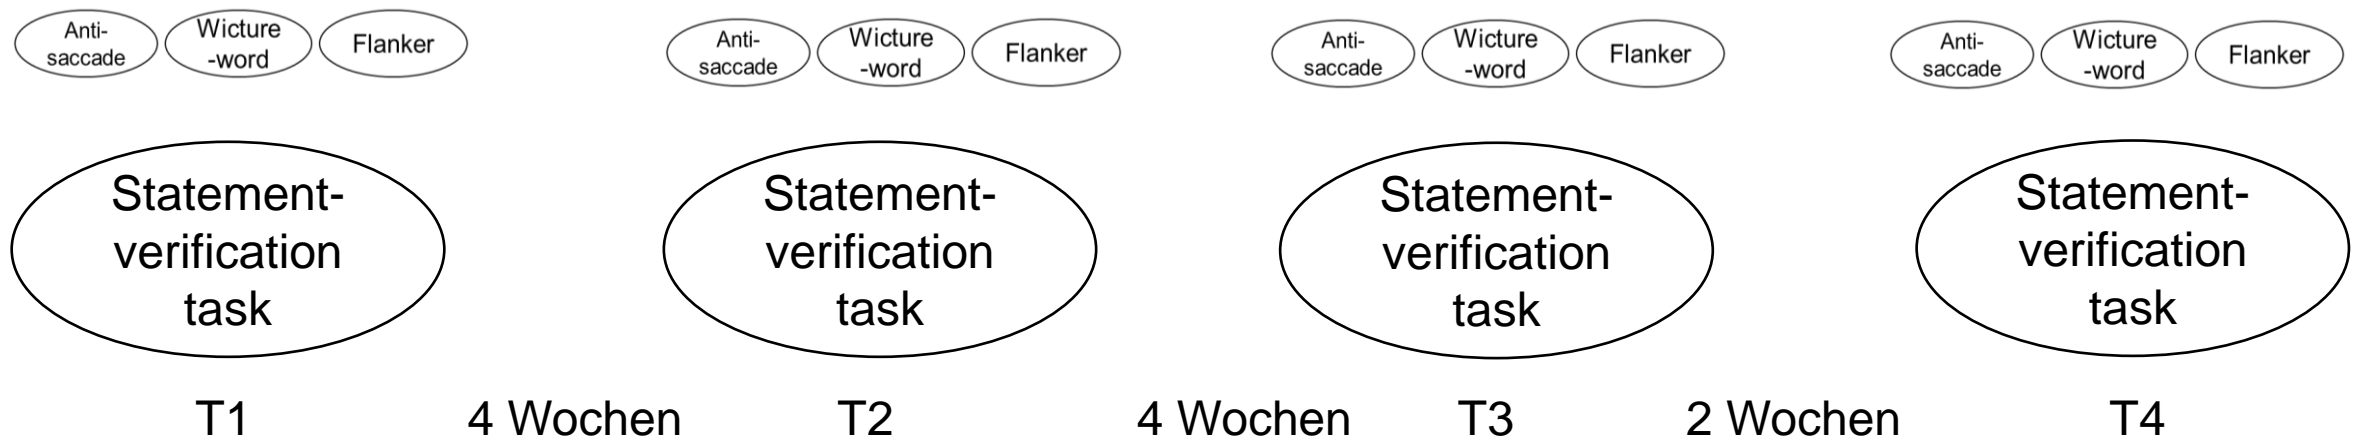 Anti-
saccade
Wicture
-word
Flanker
Anti-
saccade
Wicture
-word
Flanker
Anti-
saccade
Wicture
-word
Flanker
Anti-
saccade
Wicture
-word
Flanker
Statement-
verification
task
Statement-
verification
task
Statement-
verification
task
Statement-
verification
task
T1 4 Wochen T2 4 Wochen T3 2 Wochen T4